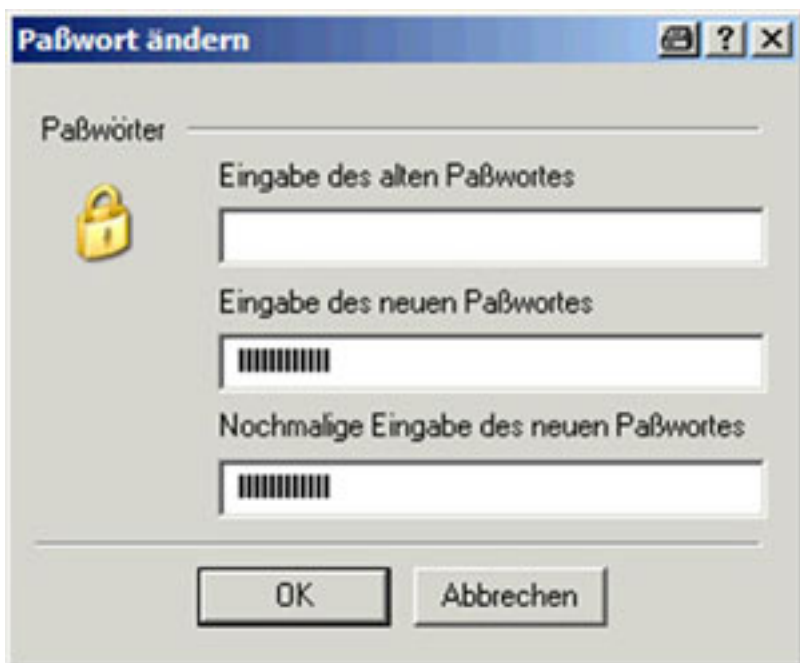 Paßwort ändern
?
Paßwörter
Eingabe des alten Paßwortes
Eingabe des neuen Paßwortes
Nochmalige Eingabe des neuen Paßwortes
OK Abbrechen